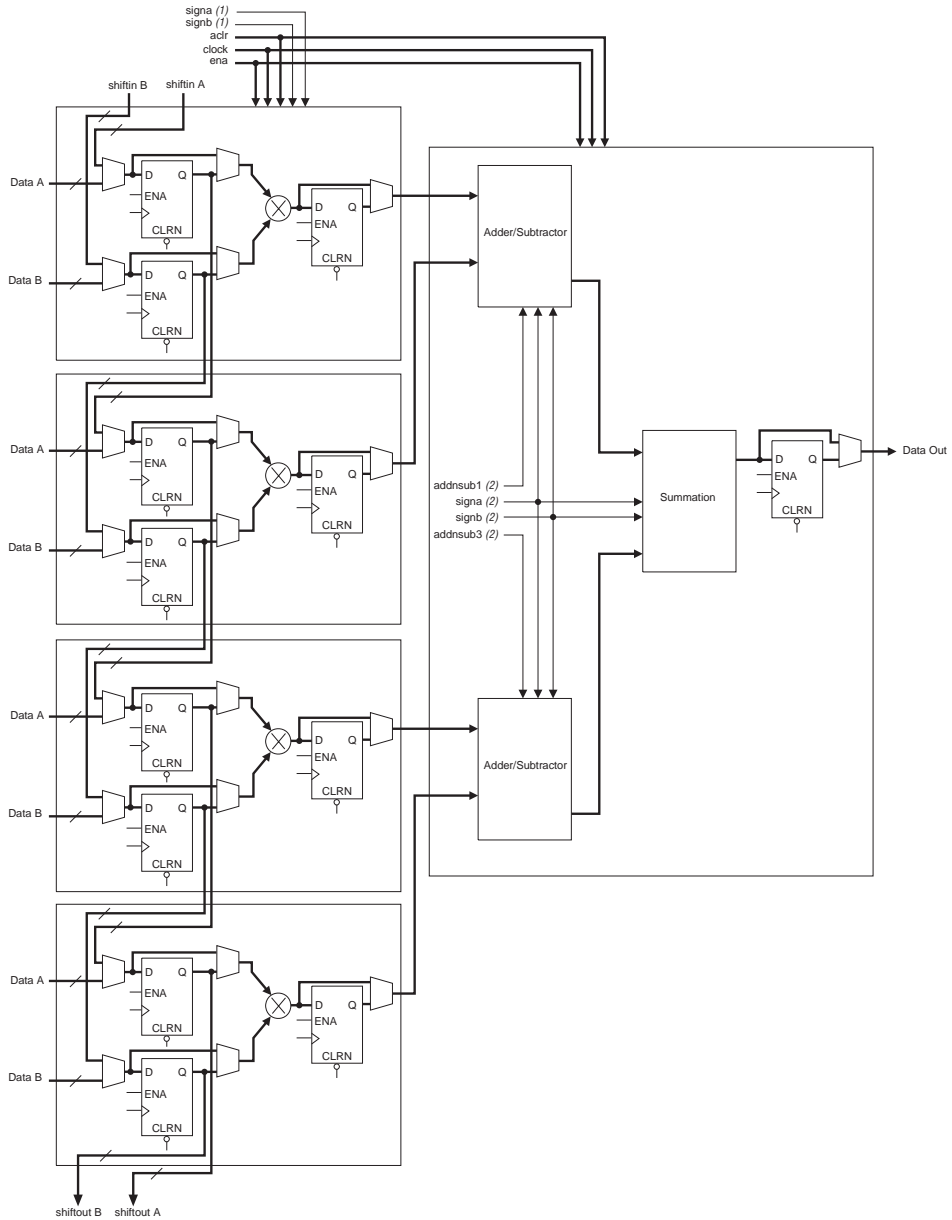 signa (1)
signb (1)
aclr
clock
ena
shiftin B
shiftin A
Data A
D Q
ENA
CLRN
Data B
D Q
ENA
CLRN
D Q
ENA
CLRN
Adder/Subtractor
Data A
D Q
ENA
CLRN
Data B
D Q
ENA
CLRN
D Q
ENA
CLRN
addnsub1 (2)
signa (2)
signb (2)
addnsub3 (2)
Summation
D Q
ENA
CLRN
Data Out
Data A
D Q
ENA
CLRN
Data B
D Q
ENA
CLRN
D Q
ENA
CLRN
Adder/Subtractor
Data A
D Q
ENA
CLRN
Data B
D Q
ENA
CLRN
D Q
ENA
CLRN
shiftout B
shiftout A